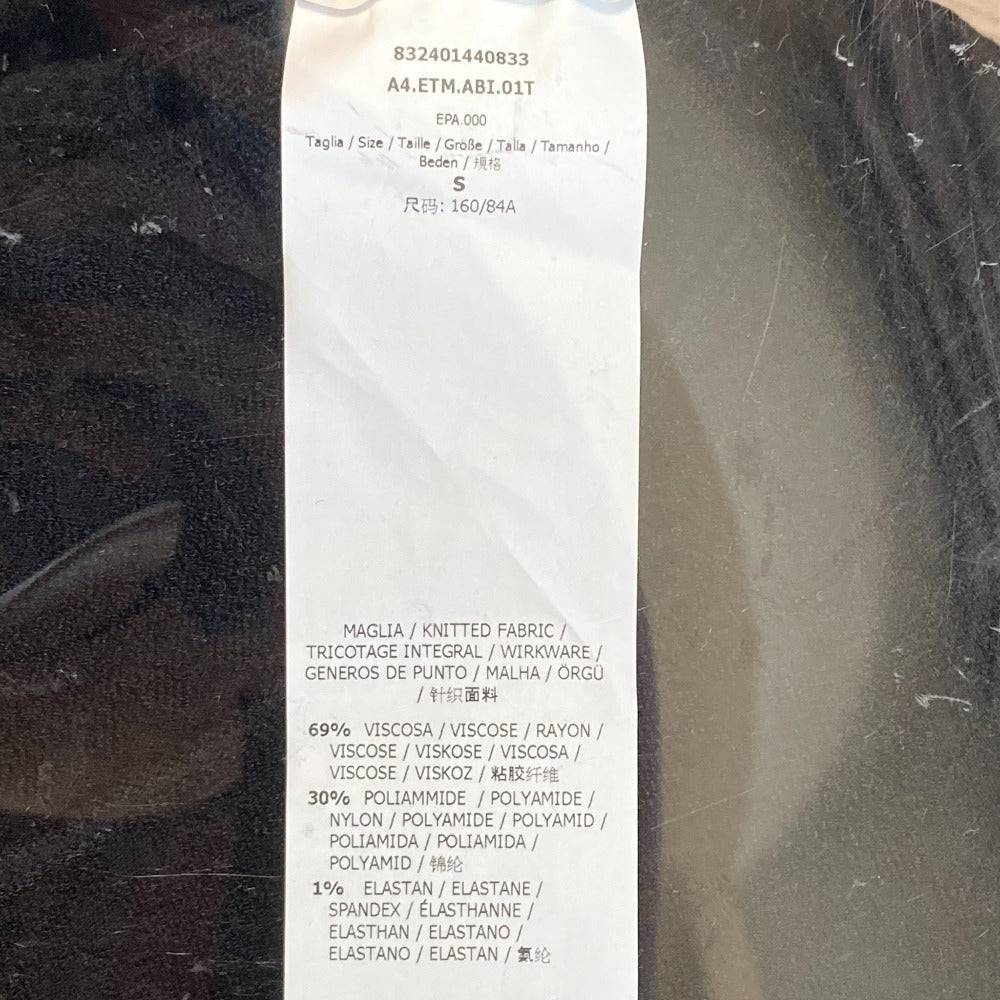 832401440833
A4.ETM.ABI.01T
EPA.000
Taglia / Size / Taille / Größe / Talla / Tamanho /
Beden / 規格
S
尺码: 160/84A
MAGLIA / KNITTED FABRIC /
TRICOTAGE INTEGRAL / WIRKWARE /
GENEROS DE PUNTO / MALHA / ÖRGÜ
/ 针织面料
69% VISCOSA / VISCOSE / RAYON /
VISCOSE / VISKOSE / VISCOSA /
VISCOSE / VISKOZ / 粘胶纤维
30% POLIAMMIDE / POLYAMIDE /
NYLON / POLYAMIDE / POLYAMID /
POLIAMIDA / POLIAMIDA /
POLYAMID / 锦纶
1% ELASTAN / ELASTANE /
SPANDEX / ÉLASTHANNE /
ELASTHAN / ELASTANO /
ELASTANO / ELASTAN / 氨纶